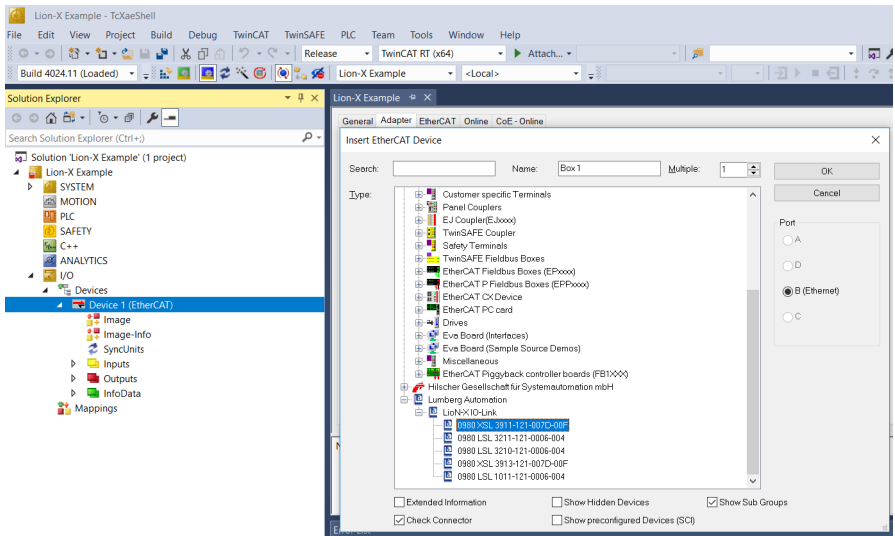 Lion-X Example - TcXaeShell
File Edit View Project Build Debug TwinCAT TwinSAFE PLC Team Tools Window Help
Release TwinCAT RT (x64) Attach...
Build 4024.11 (Loaded) Lion-X Example <Local>
Solution Explorer
Search Solution Explorer (Ctrl+;)
Solution 'Lion-X Example' (1 project)
Lion-X Example
SYSTEM
MOTION
PLC
SAFETY
C++
ANALYTICS
I/O
Devices
Device 1 (EtherCAT)
Image
Image-Info
SyncUnits
Inputs
Outputs
InfoData
Mappings
Lion-X Example
General Adapter EtherCAT Online CoE - Online
Insert EtherCAT Device
Search: Name: Box 1 Multiple: 1 OK
Type: Cancel
Customer specific Terminals
Panel Couplers
EJ Coupler(EJxxxx)
TwinSAFE Coupler
Safety Terminals
TwinSAFE Fieldbus Boxes
EtherCAT Fieldbus Boxes (EPxxxx)
EtherCAT P Fieldbus Boxes (EPPxxxx)
EtherCAT CX Device
EtherCAT PC card
Drives
Eva Board (Interfaces)
Eva Board (Sample Source Demos)
Miscellaneous
EtherCAT Piggyback controller boards (FB1XXX)
Hilscher Gesellschaft für Systemautomation mbH
Lumberg Automation
LioN-X IO-Link
0980 XSL 3911-121-007D-00F
0980 LSL 3211-121-0006-004
0980 LSL 3210-121-0006-004
0980 XSL 3913-121-007D-00F
0980 LSL 1011-121-0006-004
Port
A
D
B (Ethernet)
C
Extended Information Show Hidden Devices Show Sub Groups
Check Connector Show preconfigured Devices (SCI)
Error List